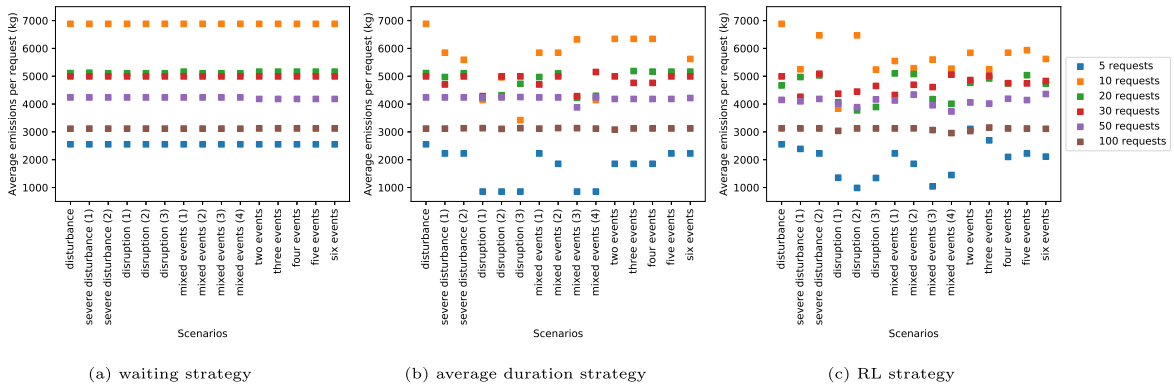 Average emissions per request (kg)
7000
6000
5000
4000
3000
2000
1000
disturbance
severe disturbance (1)
severe disturbance (2)
disruption (1)
disruption (2)
disruption (3)
mixed events (1)
mixed events (2)
mixed events (3)
mixed events (4)
two events
three events
four events
five events
six events
Scenarios
(a) waiting strategy
Average emissions per request (kg)
7000
6000
5000
4000
3000
2000
1000
disturbance
severe disturbance (1)
severe disturbance (2)
disruption (1)
disruption (2)
disruption (3)
mixed events (1)
mixed events (2)
mixed events (3)
mixed events (4)
two events
three events
four events
five events
six events
Scenarios
(b) average duration strategy
Average emissions per request (kg)
7000
6000
5000
4000
3000
2000
1000
disturbance
severe disturbance (1)
severe disturbance (2)
disruption (1)
disruption (2)
disruption (3)
mixed events (1)
mixed events (2)
mixed events (3)
mixed events (4)
two events
three events
four events
five events
six events
Scenarios
(c) RL strategy
5 requests
10 requests
20 requests
30 requests
50 requests
100 requests